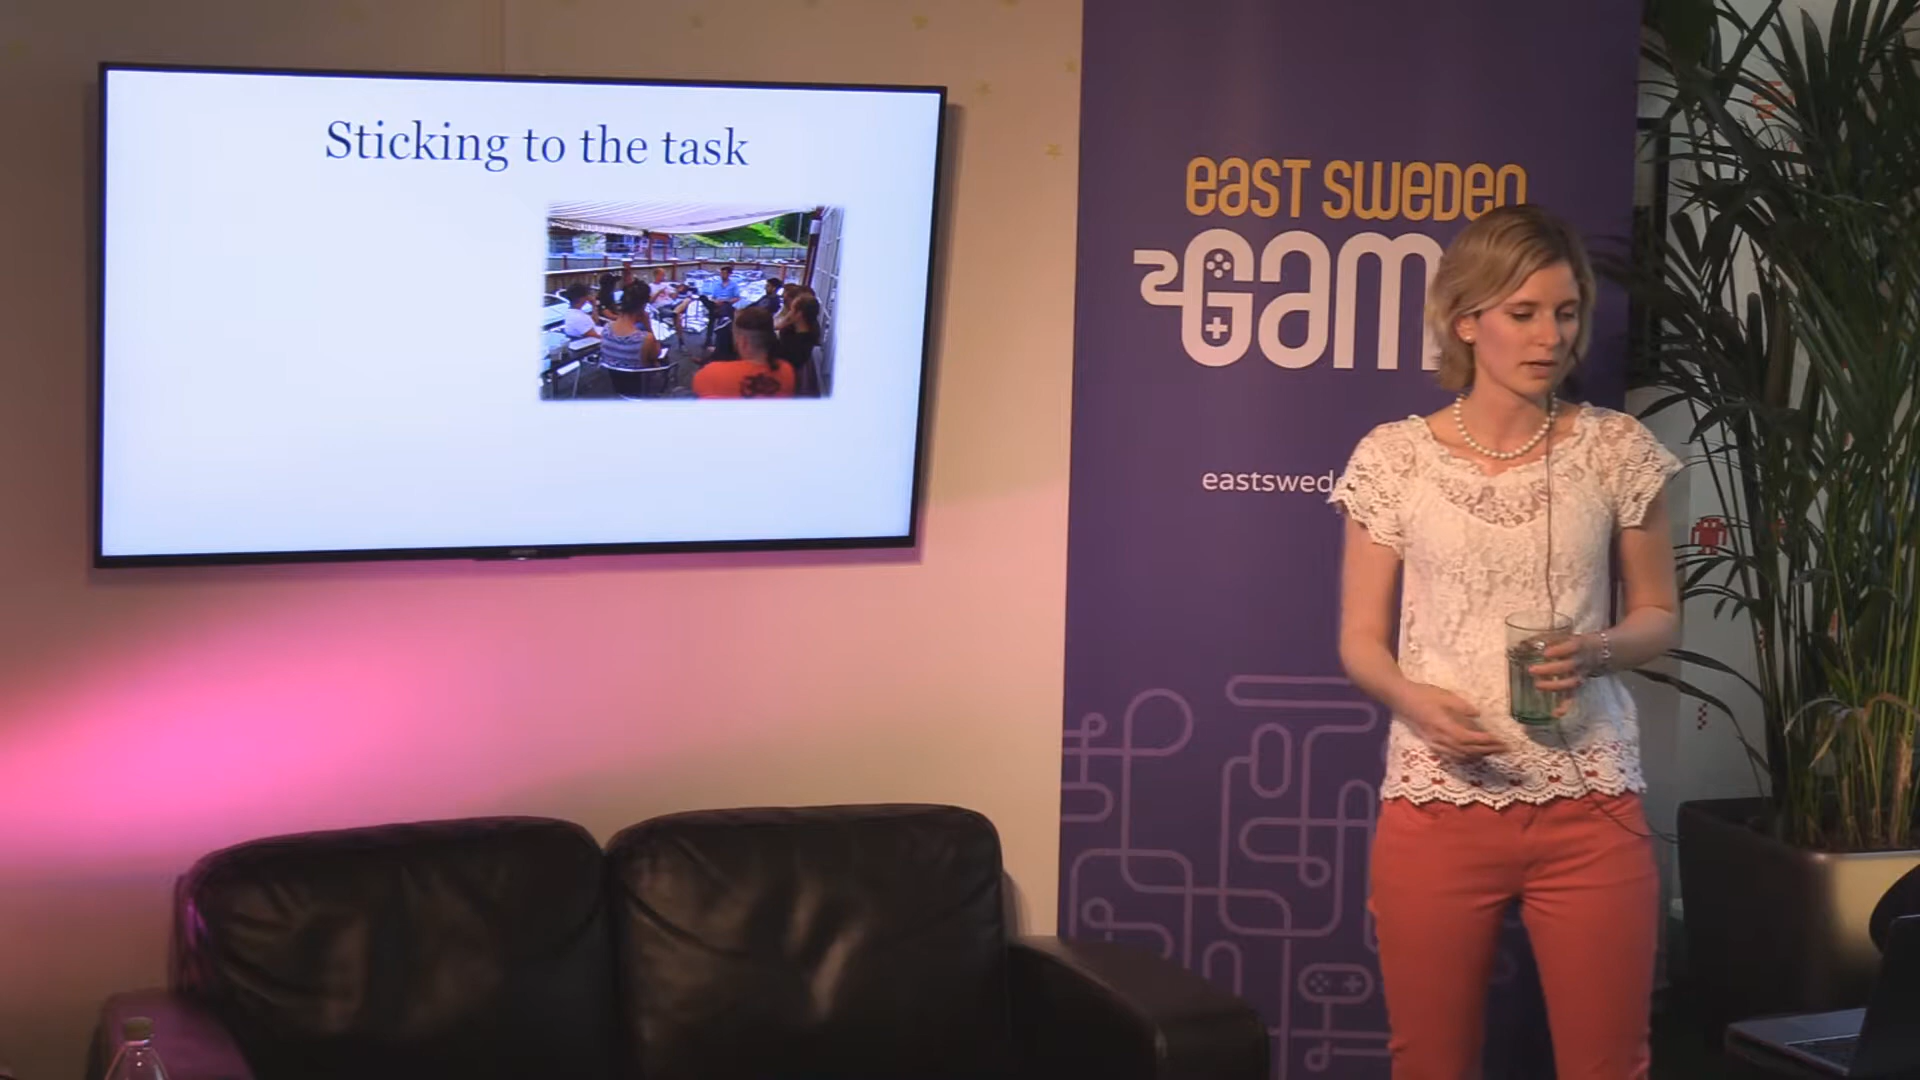 Sticking to the task
east sweden
Gam
eastswed